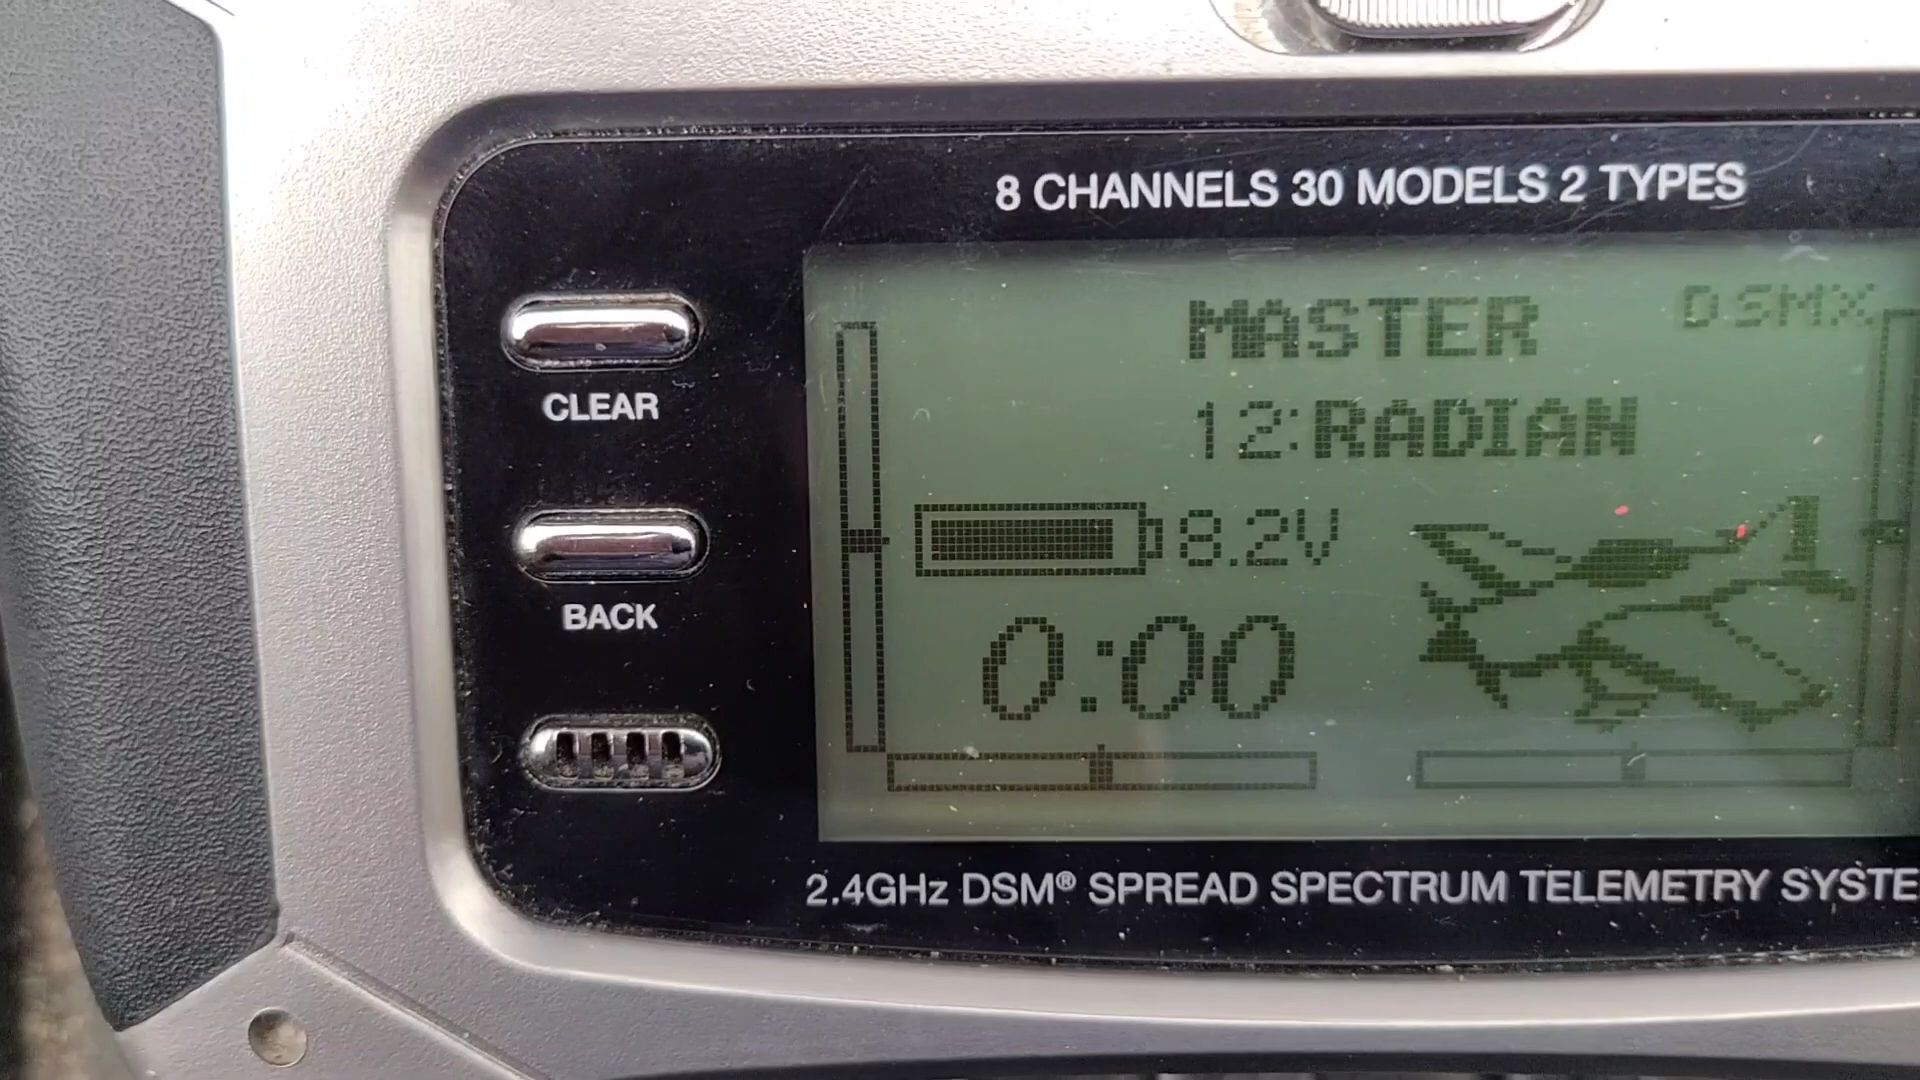 8 CHANNELS 30 MODELS 2 TYPES
MASTER
DSMX
12:RADIAN
8.2V
0:00
CLEAR
BACK
2.4GHz DSM® SPREAD SPECTRUM TELEMETRY SYSTE